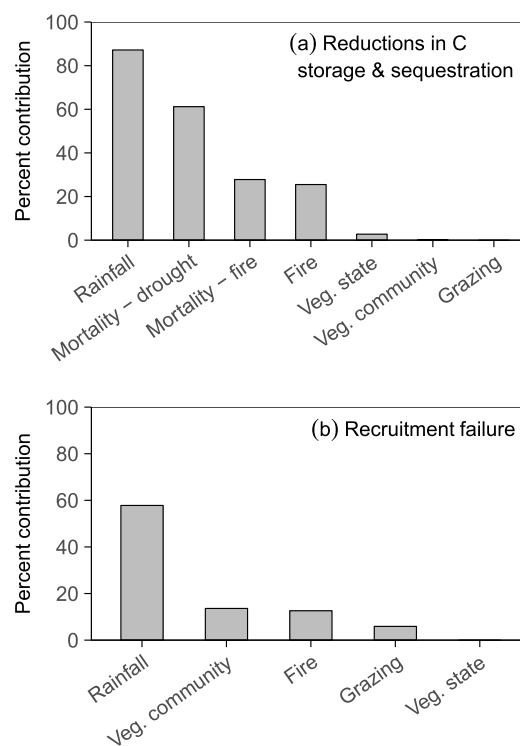 (a) Reductions in C
storage & sequestration
Percent contribution
100
80
60
40
20
0
Rainfall
Mortality − drought
Mortality − fire
Fire
Veg. state
Veg. community
Grazing
(b) Recruitment failure
Percent contribution
100
80
60
40
20
0
Rainfall
Veg. community
Fire
Grazing
Veg. state